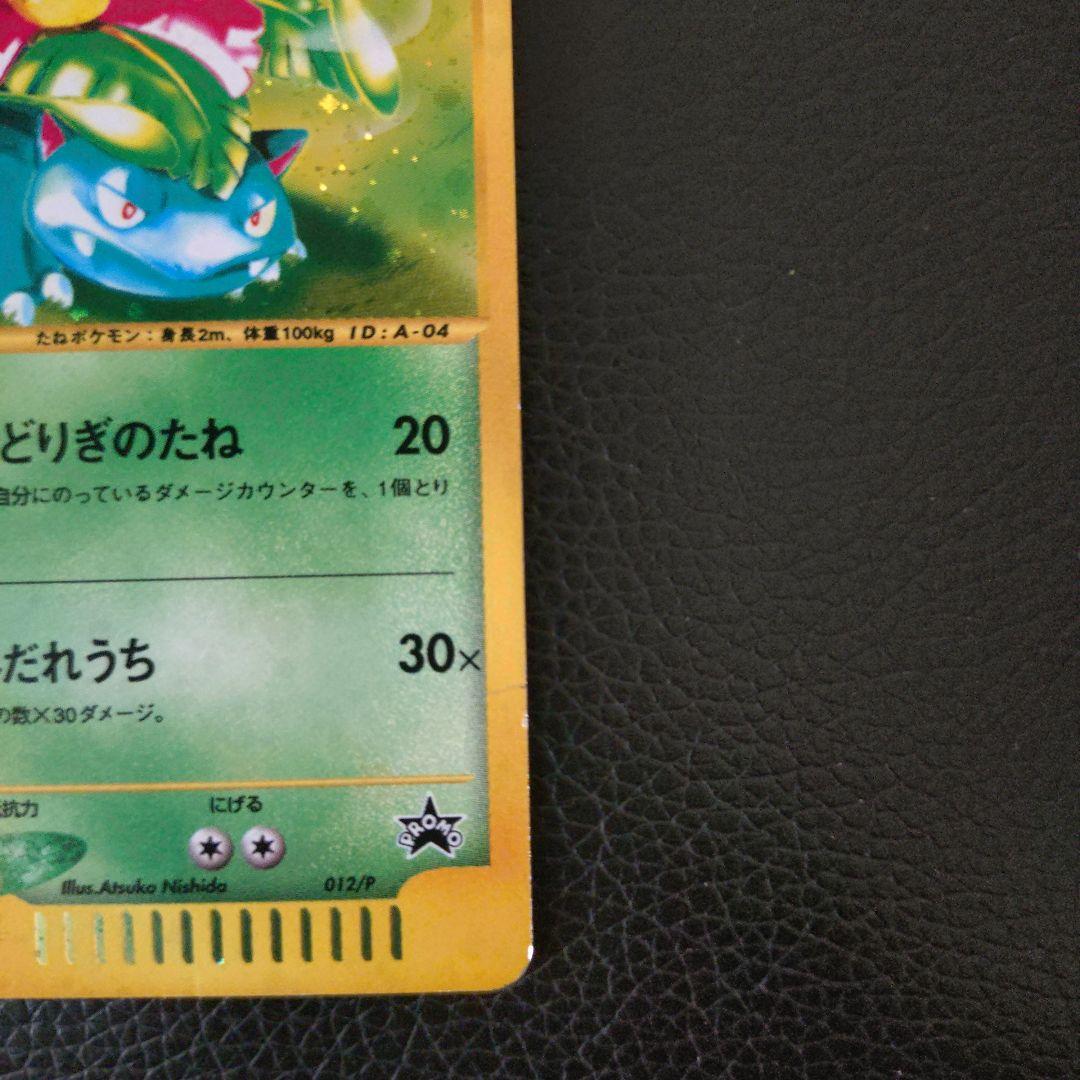 たねポケモン：身長2m、体重100kg ID:A-04
どりぎのたね 20
自分にのっているダメージカウンターを、1個とり
だれうち 30×
の数×30ダメージ。
抗力 にげる
PROMO
Illus.Atsuko Nishida 012/P